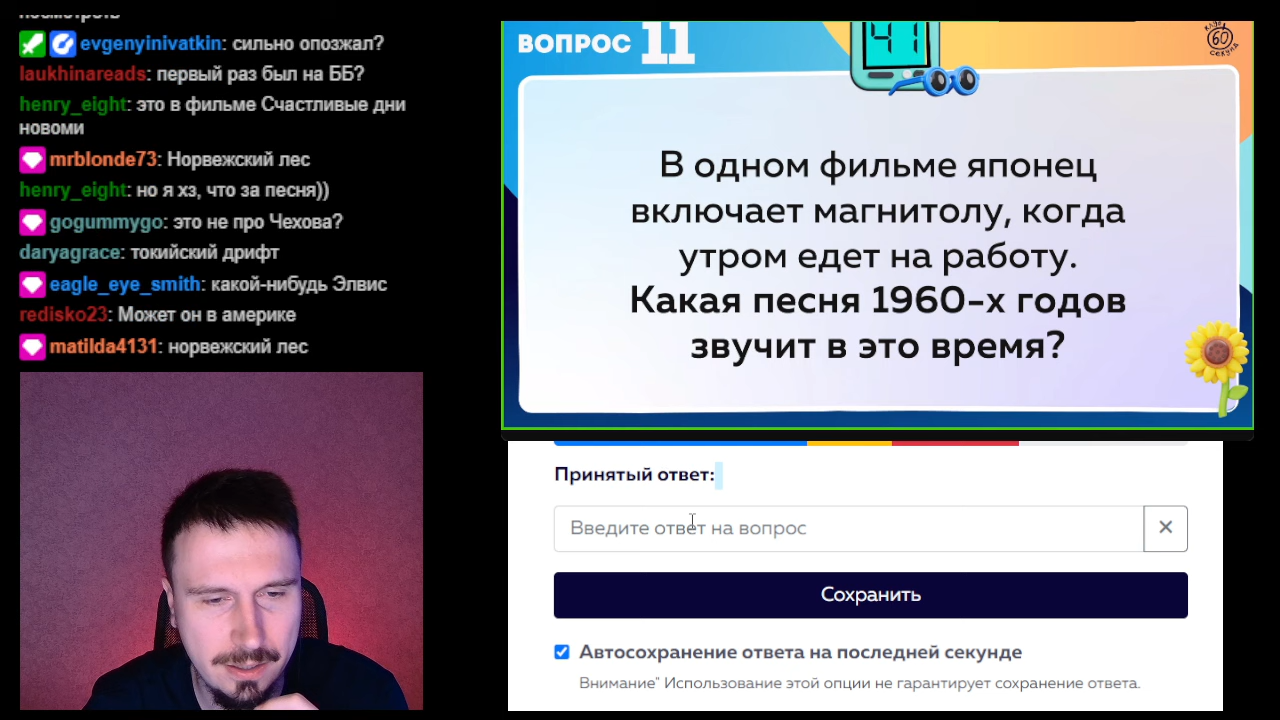 посмотреть
evgenyinivatkin: сильно опозжал?
laukhinareads: первый раз был на ББ?
henry_eight: это в фильме Счастливые дни
новоми
mrblonde73: Норвежский лес
henry_eight: но я хз, что за песня))
gogummygo: это не про Чехова?
daryagrace: токийский дрифт
eagle_eye_smith: какой-нибудь Элвис
redisko23: Может он в америке
matilda4131: норвежский лес
ВОПРОС 11
41
клуб
60
секунд
В одном фильме японец
включает магнитолу, когда
утром едет на работу.
Какая песня 1960-х годов
звучит в это время?
Принятый ответ:
Введите ответ на вопрос
Сохранить
Автосохранение ответа на последней секунде
Внимание" Использование этой опции не гарантирует сохранение ответа.